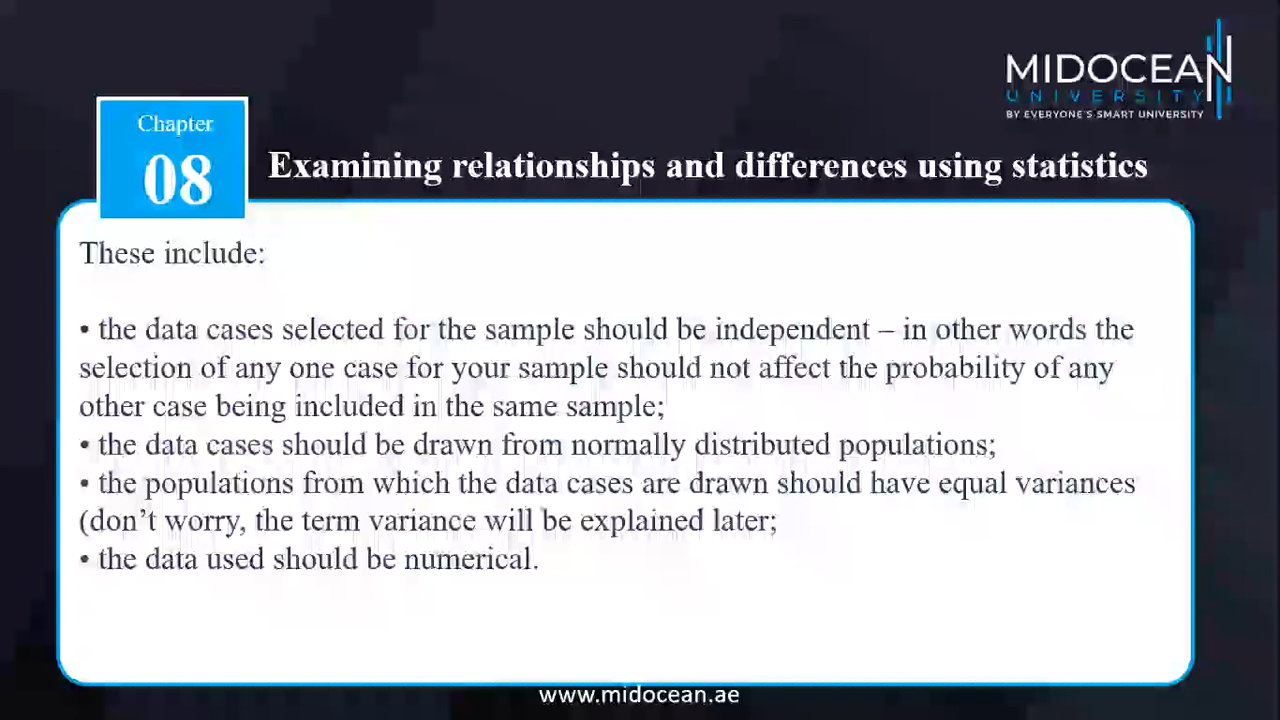 MIDOCEAN
UNIVERSITY
BY EVERYONE'S SMART UNIVERSITY
Chapter
08
Examining relationships and differences using statistics
These include:
• the data cases selected for the sample should be independent – in other words the
selection of any one case for your sample should not affect the probability of any
other case being included in the same sample;
• the data cases should be drawn from normally distributed populations;
• the populations from which the data cases are drawn should have equal variances
(don’t worry, the term variance will be explained later;
• the data used should be numerical.
www.midocean.ae